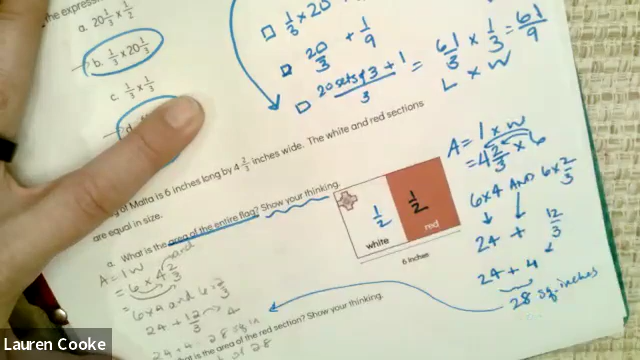 the expres
a. 20 1/3 × 1/2
b. 1/3 × 20 1/3
c. 1/3 × 1/3
d.
□ 1/3 × 20
□ 20/3 + 1/9
□ 20 sets of 3 + 1 / 3 = 61/3 × 1/3 = 61/9
L × W
of Malta is 6 inches long by 4 2/3 inches wide. The white and red sections
are equal in size.
a. What is the area of the entire flag? Show your thinking.
A = l w
= 6 × 4 2/3
= 6 × 4 and 6 × 2/3
24 + 12/3 → 4
24 + 4 = 28 sq in
1/2
white
1/2
red
6 inches
A = l × w
= 4 2/3 × 6
6 × 4 AND 6 × 2/3
24 + 12/3
24 + 4
28 sq. inches
hat is the area of the red section? Show your thinking.
of 28
Lauren Cooke